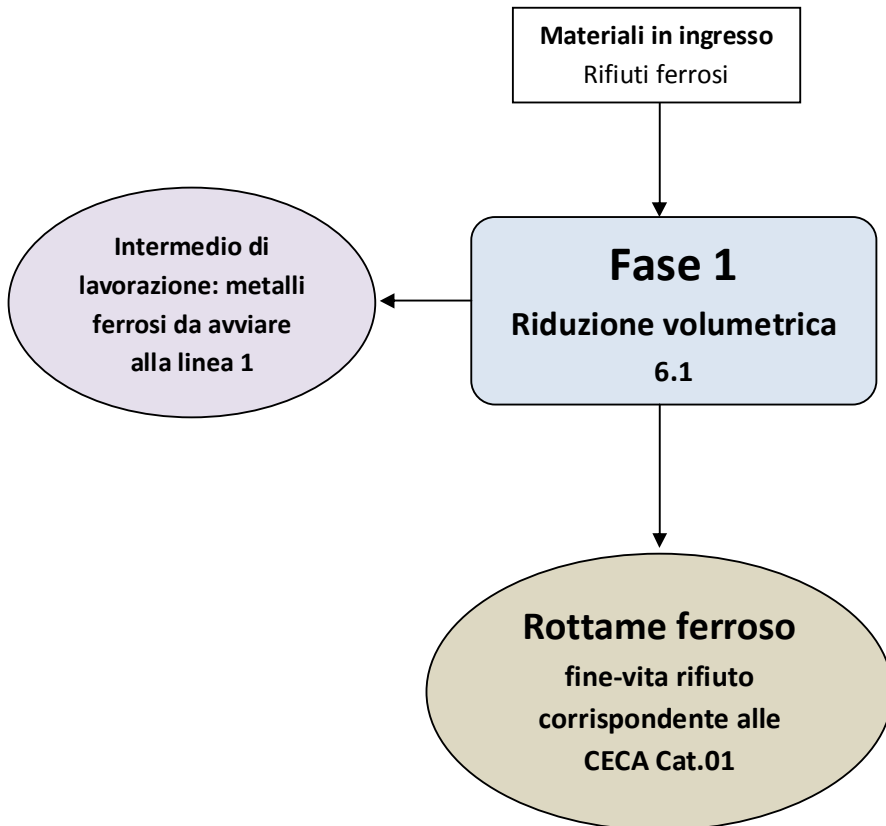 Materiali in ingresso
Rifiuti ferrosi
Intermedio di
lavorazione: metalli
ferrosi da avviare
alla linea 1
Fase 1
Riduzione volumetrica
6.1
Rottame ferroso
fine-vita rifiuto
corrispondente alle
CECA Cat.01